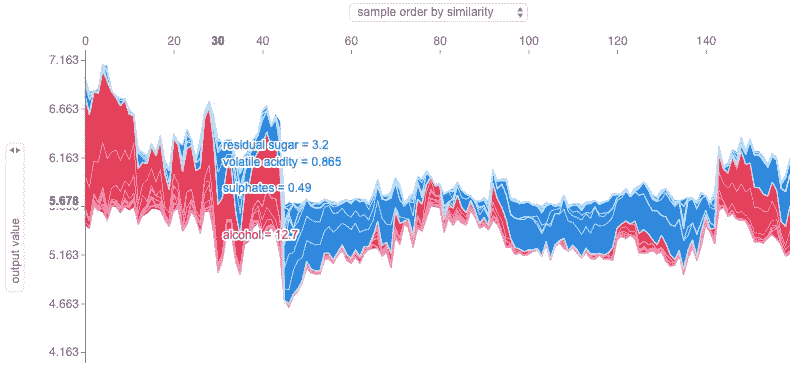 sample order by similarity
0 20 30 40 60 80 100 120 140
7.163
6.663
residual sugar = 3.2
6.163
volatile acidity = 0.865
sulphates = 0.49
5.678
alcohol = 12.7
5.163
4.663
4.163
output value